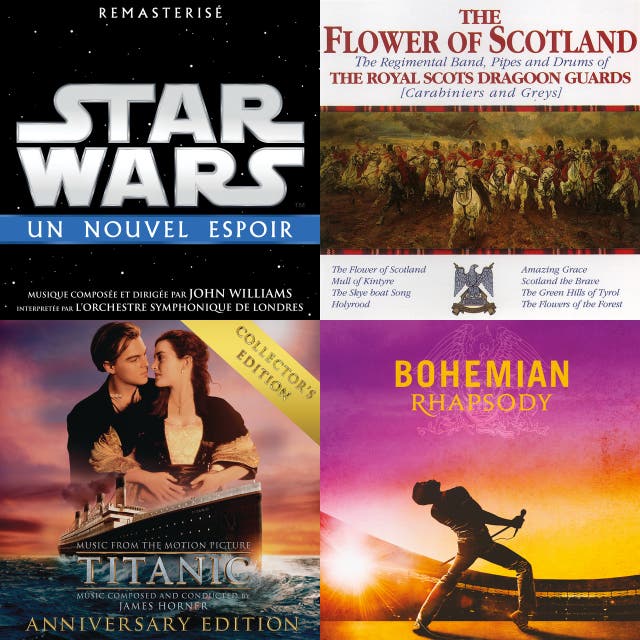 REMASTERISÉ
STAR
WARS
TM
UN NOUVEL ESPOIR
MUSIQUE COMPOSÉE ET DIRIGÉE PAR JOHN WILLIAMS
INTERPRETÉE PAR L'ORCHESTRE SYMPHONIQUE DE LONDRES
THE
FLOWER OF SCOTLAND
The Regimental Band, Pipes and Drums of
THE ROYAL SCOTS DRAGOON GUARDS
[Carabiniers and Greys]
The Flower of Scotland
Mull of Kintyre
The Skye boat Song
Holyrood
Amazing Grace
Scotland the Brave
The Green Hills of Tyrol
The Flowers of the Forest
COLLECTOR'S
EDITION
MUSIC FROM THE MOTION PICTURE
TITANIC
MUSIC COMPOSED AND CONDUCTED BY
JAMES HORNER
ANNIVERSARY EDITION
BOHEMIAN
RHAPSODY